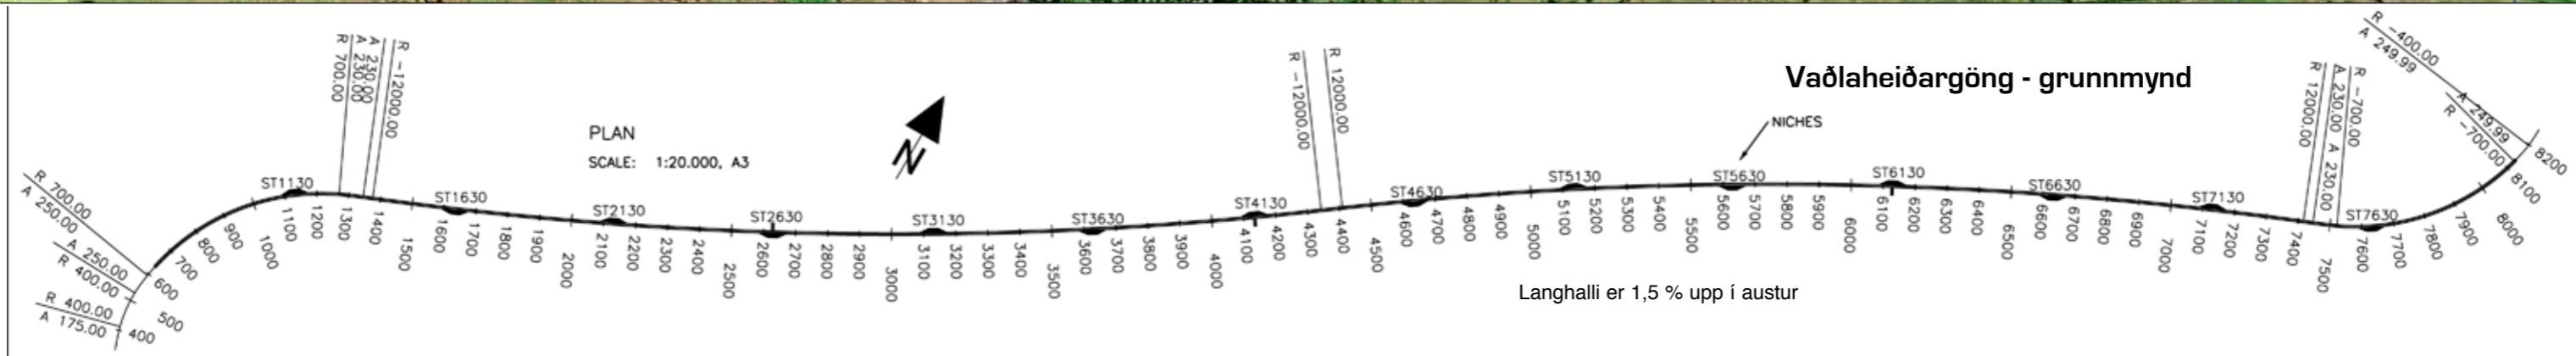 Vaðlaheiðargöng - grunnmynd
PLAN
SCALE: 1:20.000, A3
N
NICHES
Langhalli er 1,5 % upp í austur
R 700.00
A 250.00
A 250.00
R 400.00
R 400.00
A 175.00
R 700.00
A 230.00
A 230.00
R -12000.00
R -12000.00
R 12000.00
R 12000.00
A 230.00 A 230.00
R -700.00
R -400.00
A 249.99
A 249.99
R -700.00
ST1130
ST1630
ST2130
ST2630
ST3130
ST3630
ST4130
ST4630
ST5130
ST5630
ST6130
ST6630
ST7130
ST7630
400
500
600
700
800
900
1000
1100
1200
1300
1400
1500
1600
1700
1800
1900
2000
2100
2200
2300
2400
2500
2600
2700
2800
2900
3000
3100
3200
3300
3400
3500
3600
3700
3800
3900
4000
4100
4200
4300
4400
4500
4600
4700
4800
4900
5000
5100
5200
5300
5400
5500
5600
5700
5800
5900
6000
6100
6200
6300
6400
6500
6600
6700
6800
6900
7000
7100
7200
7300
7400
7500
7600
7700
7800
7900
8000
8100
8200